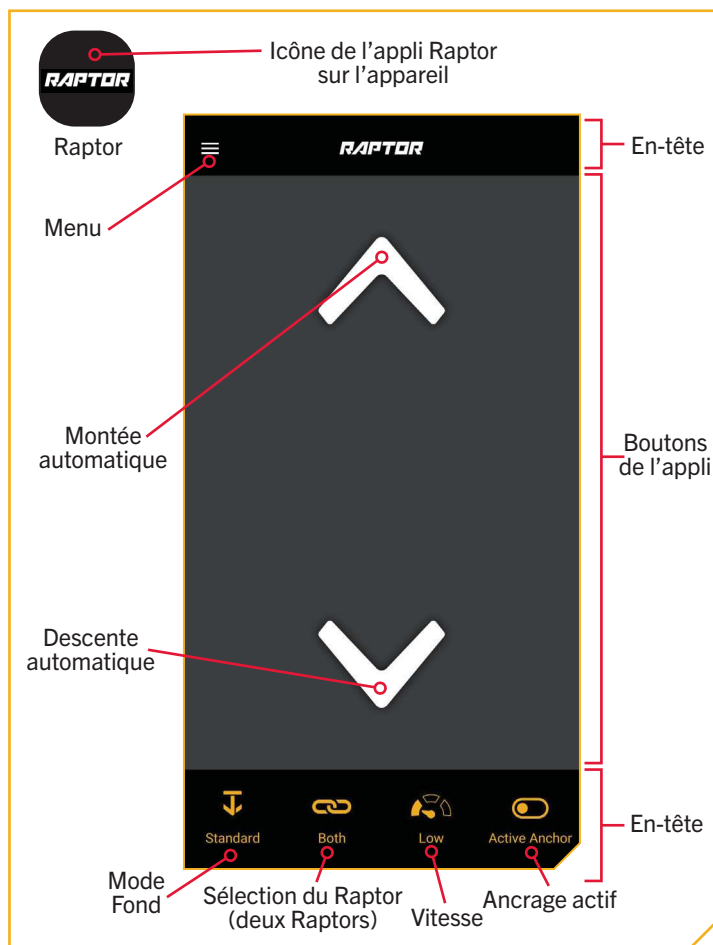 Icône de l’appli Raptor
sur l’appareil
RAPTOR
Raptor
RAPTOR
En-tête
Menu
Montée
automatique
Boutons
de l’appli
Descente
automatique
Standard
Both
Low
Active Anchor
En-tête
Mode
Fond
Sélection du Raptor
(deux Raptors)
Vitesse
Ancrage actif